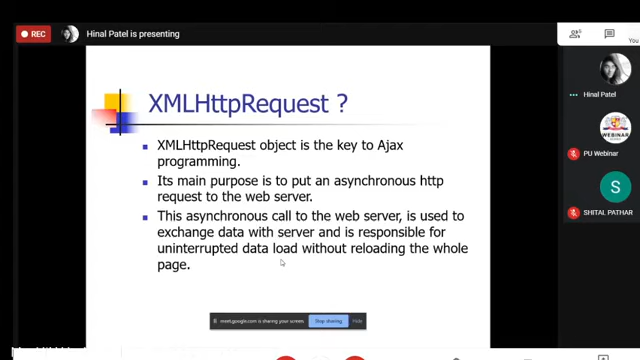 REC
Hinal Patel is presenting
You
XMLHttpRequest ?
Hinal Patel
XMLHttpRequest object is the key to Ajax
programming.
WEBINAR
PU Webinar
Its main purpose is to put an asynchronous http
request to the web server.
S
SHITAL PATHAR
This asynchronous call to the web server, is used to
exchange data with server and is responsible for
uninterrupted data load without reloading the whole
page.
meet.google.com is sharing your screen.
Stop sharing
Hide